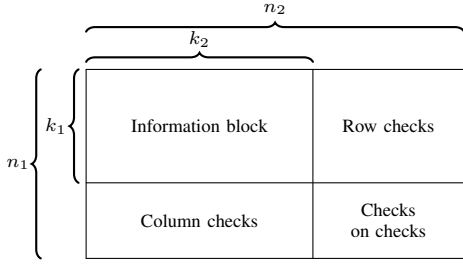 n₂
k₂
k₁
Information block
Row checks
n₁
Column checks
Checks
on checks